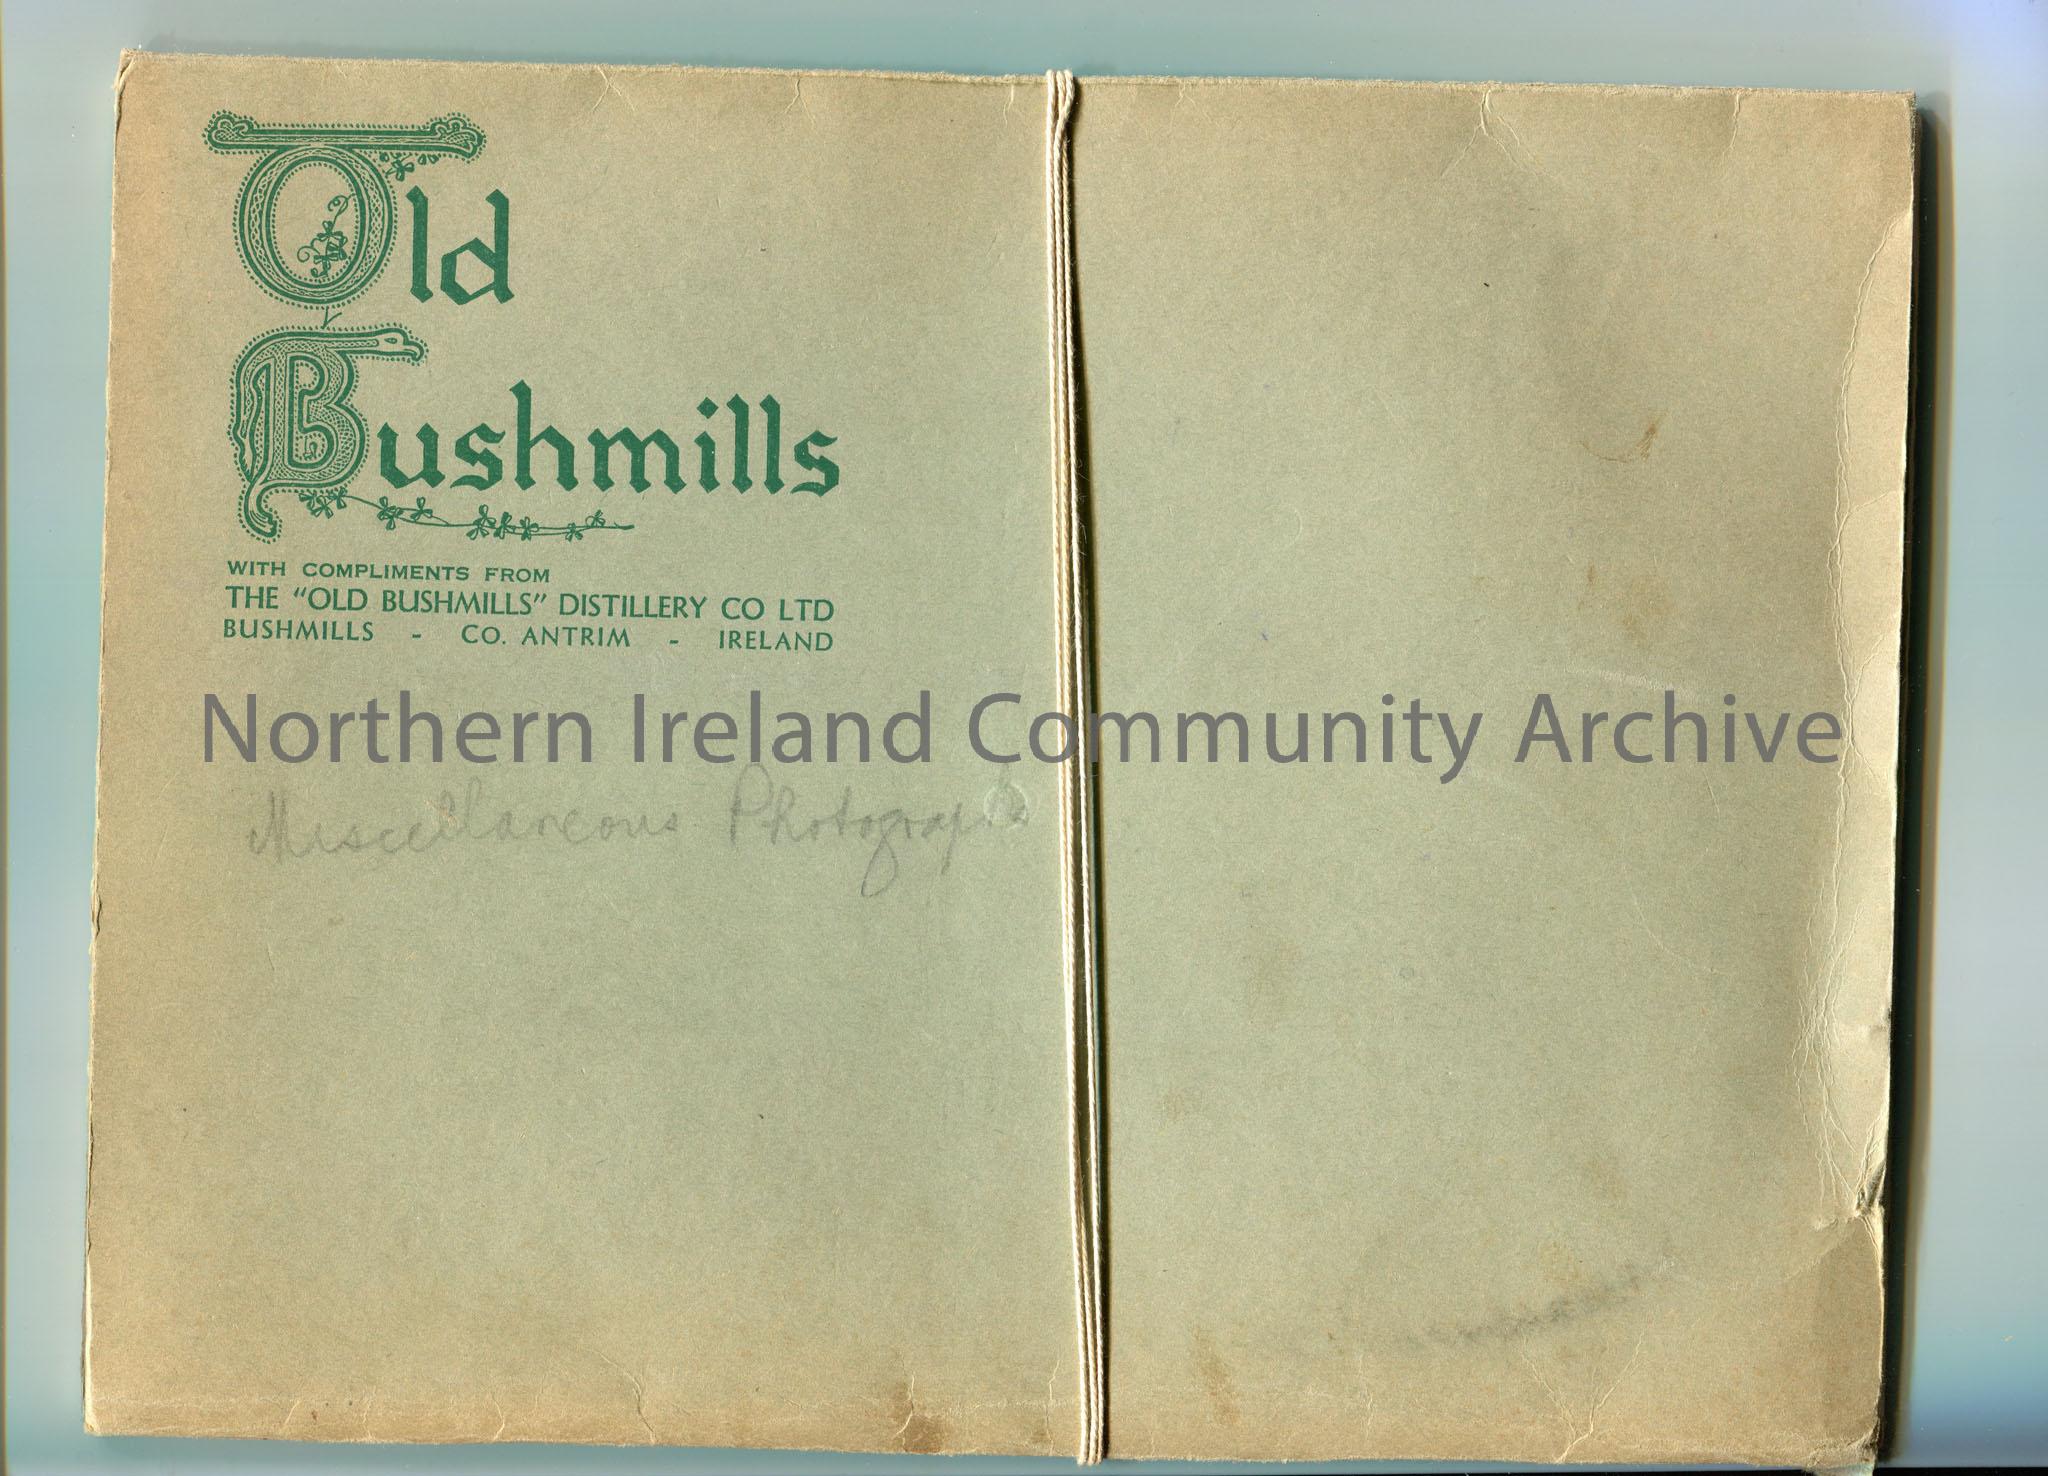 Old
Bushmills
WITH COMPLIMENTS FROM
THE "OLD BUSHMILLS" DISTILLERY CO LTD
BUSHMILLS - CO. ANTRIM - IRELAND
Northern Ireland Community Archive
Miscellaneous Photographs